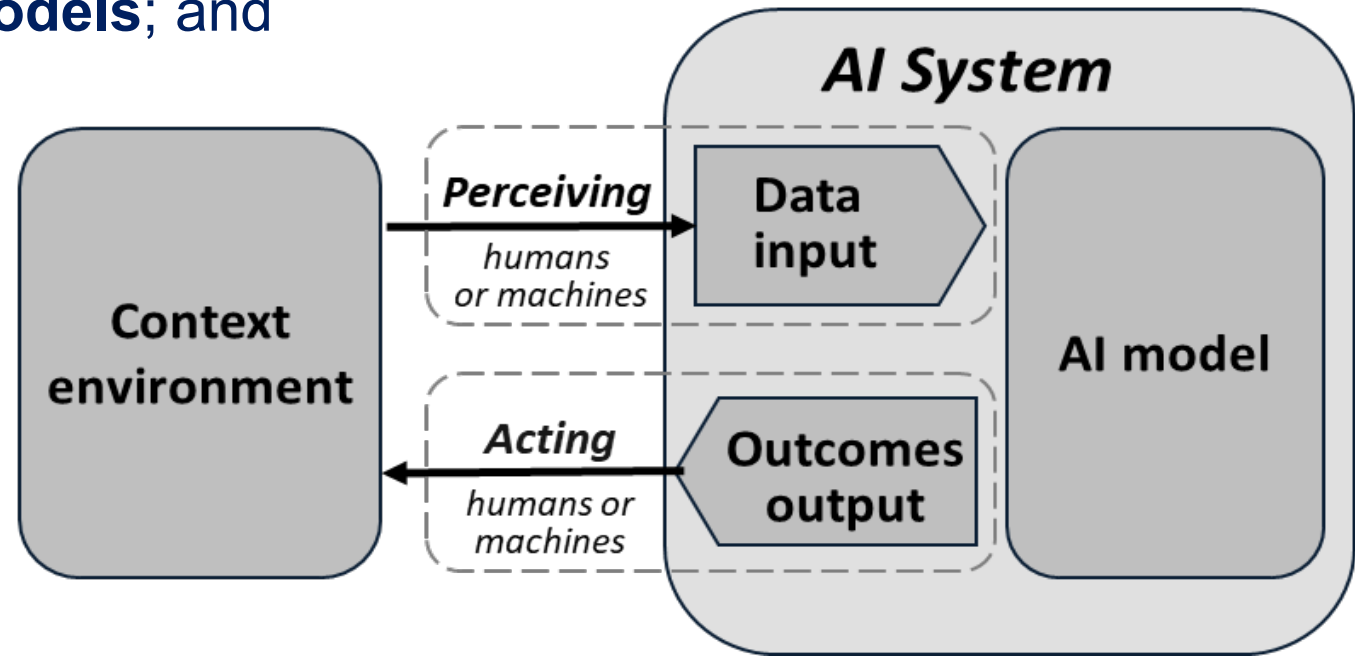 odels; and
AI System
Perceiving
humans
or machines
Data
input
Context
environment
AI model
Acting
humans or
machines
Outcomes
output